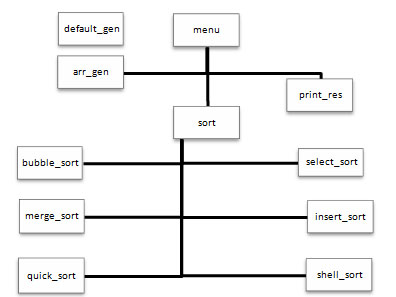 default_gen
menu
arr_gen
print_res
sort
bubble_sort
select_sort
merge_sort
insert_sort
quick_sort
shell_sort